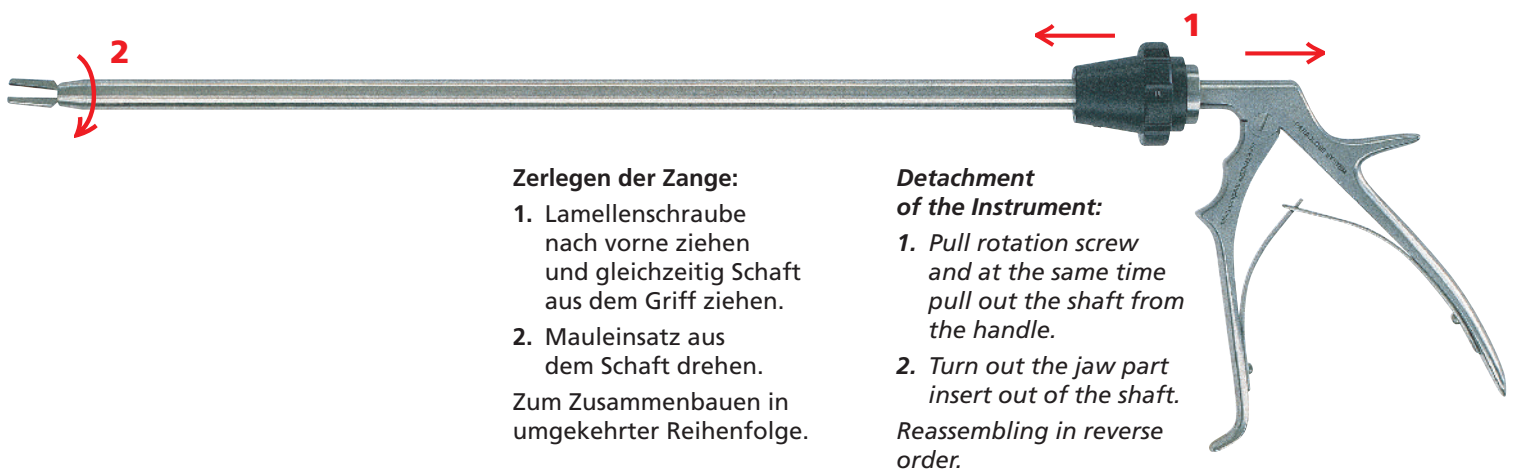 2
1
Zerlegen der Zange:
1. Lamellenschraube
nach vorne ziehen
und gleichzeitig Schaft
aus dem Griff ziehen.
2. Mauleinsatz aus
dem Schaft drehen.
Zum Zusammenbauen in
umgekehrter Reihenfolge.
Detachment
of the Instrument:
1. Pull rotation screw
and at the same time
pull out the shaft from
the handle.
2. Turn out the jaw part
insert out of the shaft.
Reassembling in reverse
order.